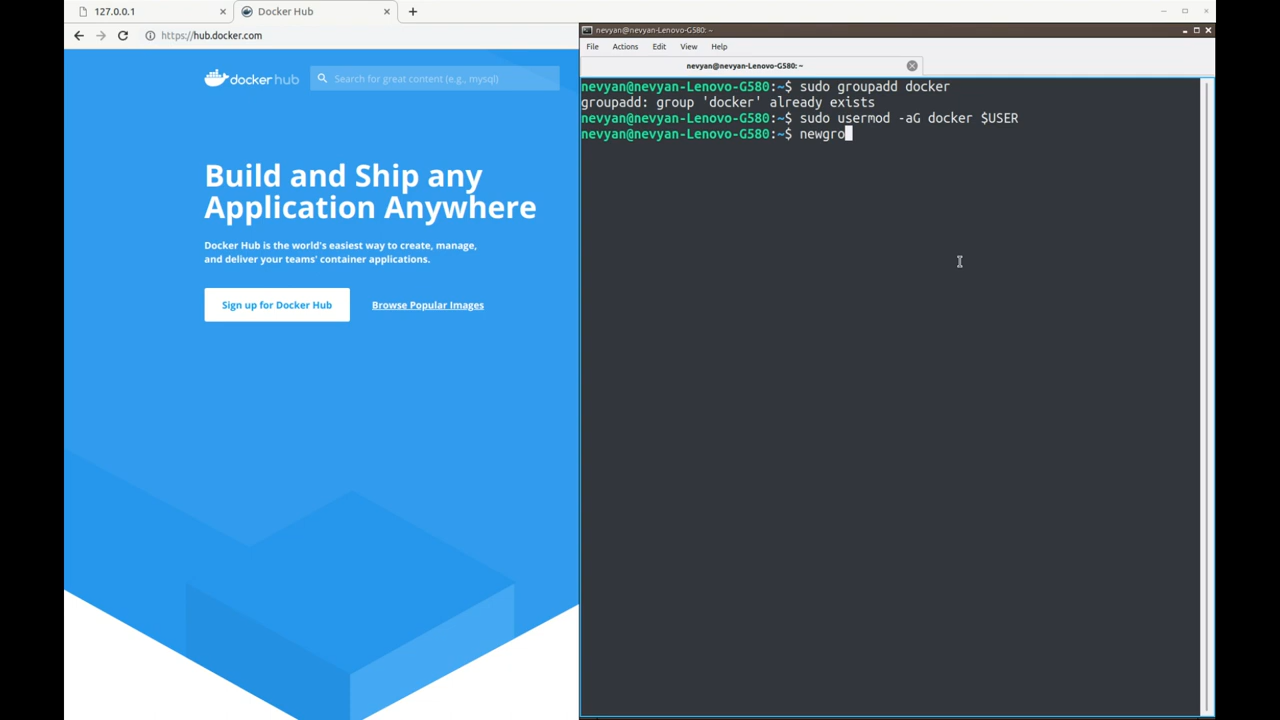 127.0.0.1
Docker Hub
https://hub.docker.com
docker hub
Search for great content (e.g., mysql)
Build and Ship any
Application Anywhere
Docker Hub is the world's easiest way to create, manage,
and deliver your teams' container applications.
Sign up for Docker Hub
Browse Popular Images
nevyan@nevyan-Lenovo-G580: ~
File Actions Edit View Help
nevyan@nevyan-Lenovo-G580: ~
nevyan@nevyan-Lenovo-G580:~$ sudo groupadd docker
groupadd: group 'docker' already exists
nevyan@nevyan-Lenovo-G580:~$ sudo usermod -aG docker $USER
nevyan@nevyan-Lenovo-G580:~$ newgro